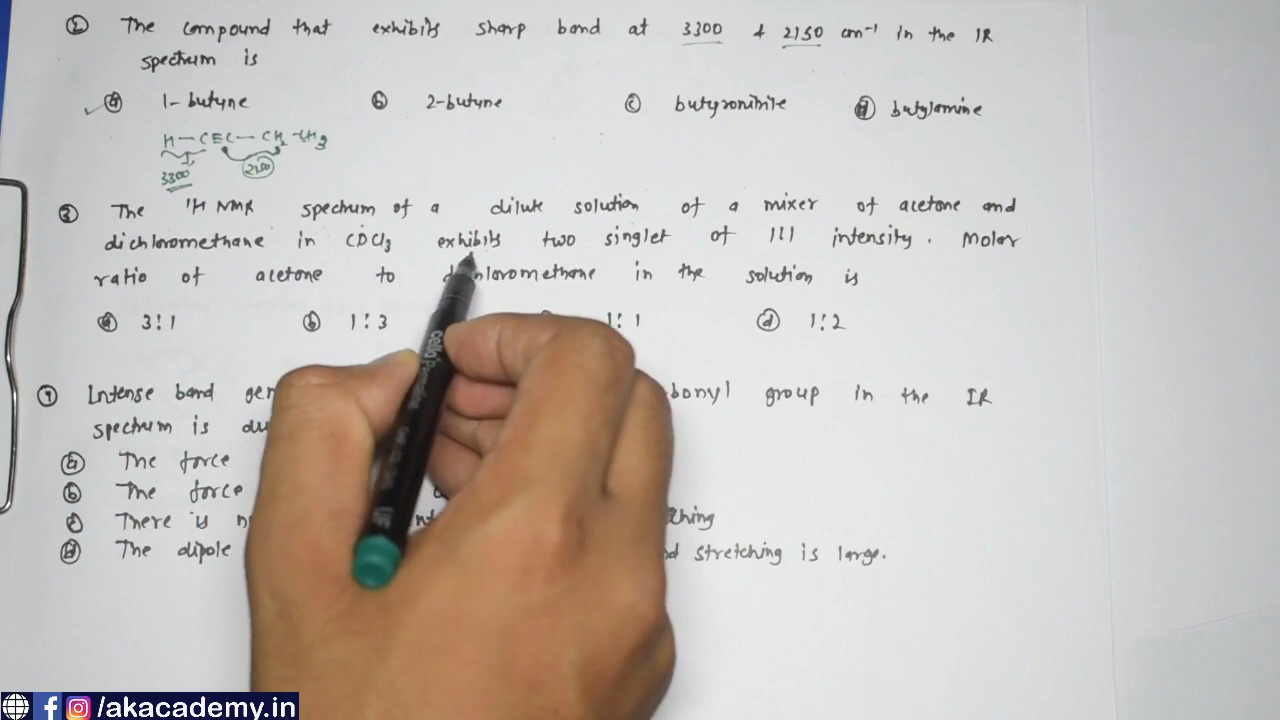 ② The compound that exhibits sharp band at 3300 & 2150 cm⁻¹ in the IR
spectrum is
ⓐ 1-butyne ⓑ 2-butyne ⓒ butyronitrile ⓓ butylamine
H-C≡C-CH₂-CH₃
3300 2150
③ The ¹H NMR spectrum of a dilute solution of a mixer of acetone and
dichloromethane in CDCl₃ exhibits two singlet of 1:1 intensity. Molar
ratio of acetone to dichloromethane in the solution is
ⓐ 3:1 ⓑ 1:3 1:1 ⓓ 1:2
④ Intense band group in the IR
spectrum is
ⓐ The force
ⓑ The force
ⓒ There is
ⓓ The dipole stretching is large.
/akacademy.in